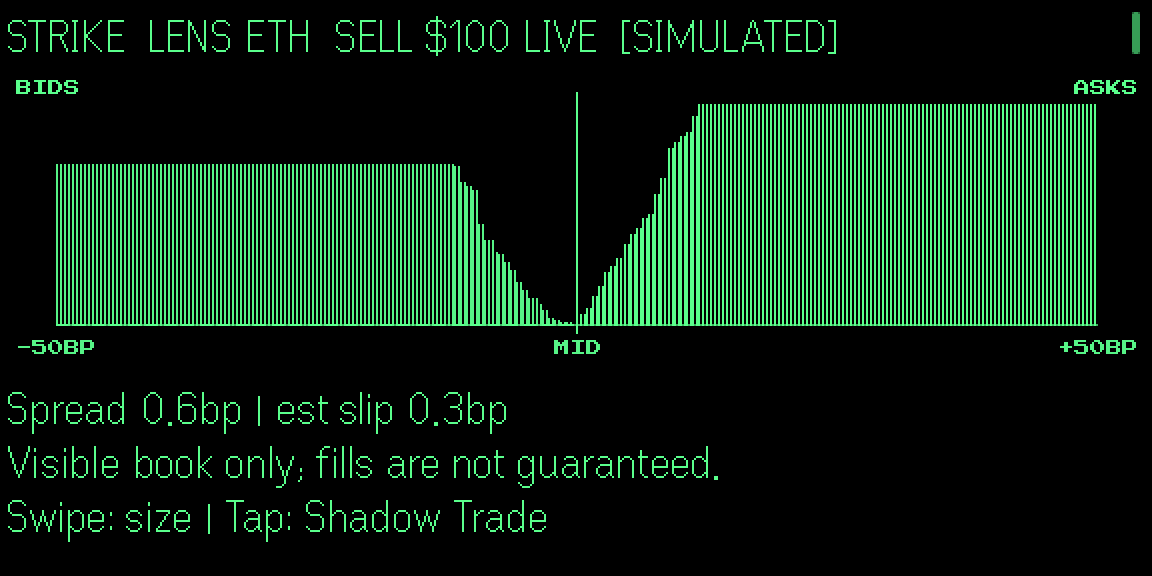 STRIKE LENS ETH SELL $100 LIVE [SIMULATED]
BIDS ASKS
-50BP MID +50BP
Spread 0.6bp | est slip 0.3bp
Visible book only; fills are not guaranteed.
Swipe: size | Tap: Shadow Trade